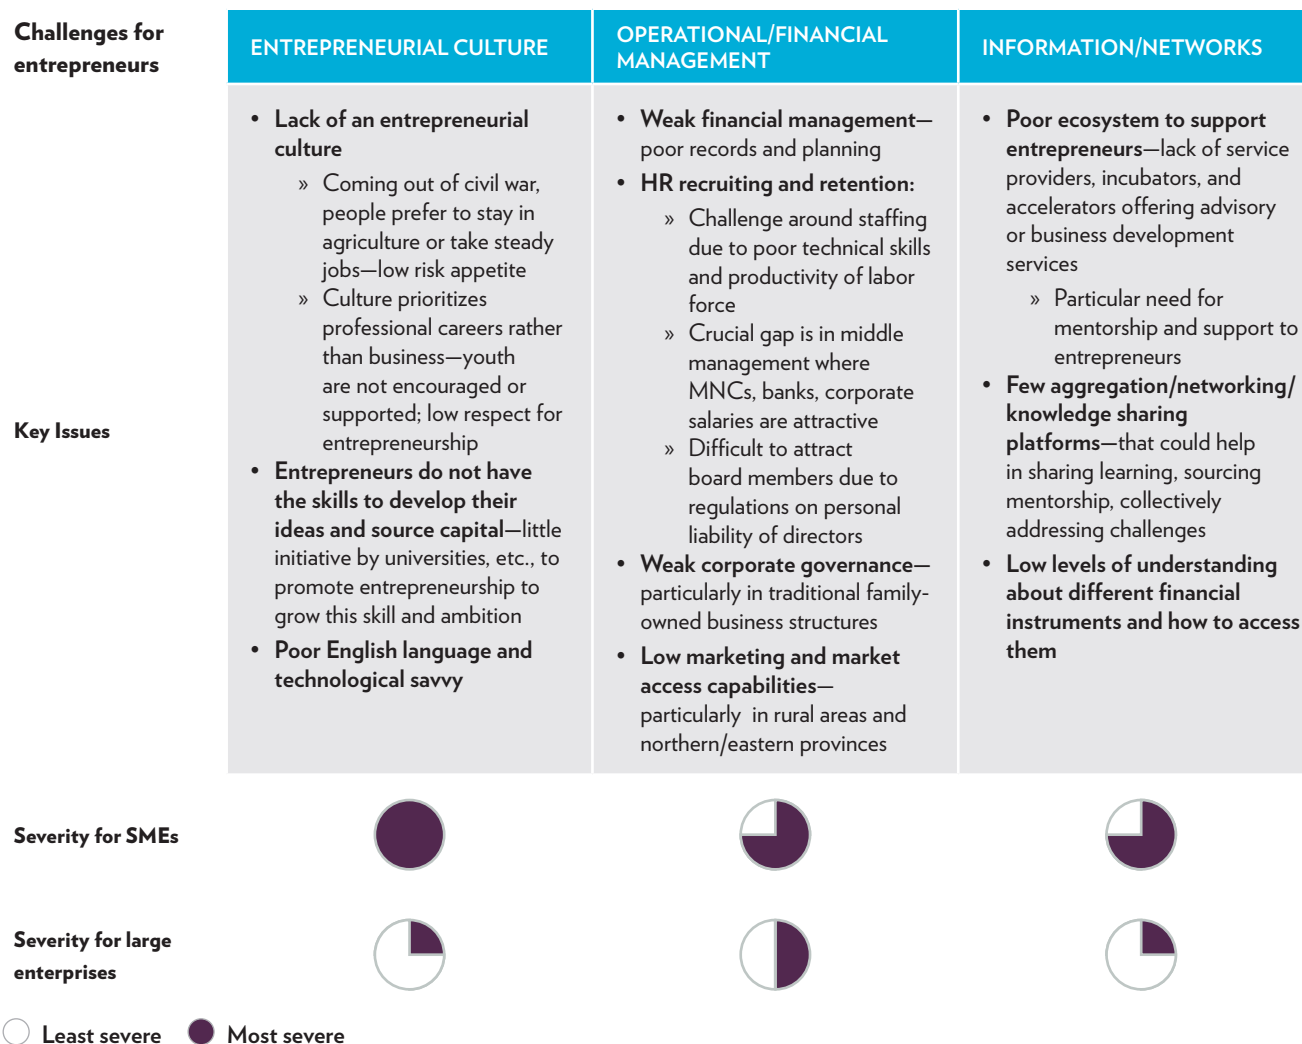 Challenges for
entrepreneurs
ENTREPRENEURIAL CULTURE
OPERATIONAL/FINANCIAL
MANAGEMENT
INFORMATION/NETWORKS
Key Issues
• Lack of an entrepreneurial
culture
» Coming out of civil war,
people prefer to stay in
agriculture or take steady
jobs—low risk appetite
» Culture prioritizes
professional careers rather
than business—youth
are not encouraged or
supported; low respect for
entrepreneurship
• Entrepreneurs do not have
the skills to develop their
ideas and source capital—little
initiative by universities, etc., to
promote entrepreneurship to
grow this skill and ambition
• Poor English language and
technological savvy
• Weak financial management—
poor records and planning
• HR recruiting and retention:
» Challenge around staffing
due to poor technical skills
and productivity of labor
force
» Crucial gap is in middle
management where
MNCs, banks, corporate
salaries are attractive
» Difficult to attract
board members due to
regulations on personal
liability of directors
• Weak corporate governance—
particularly in traditional family-
owned business structures
• Low marketing and market
access capabilities—
particularly in rural areas and
northern/eastern provinces
• Poor ecosystem to support
entrepreneurs—lack of service
providers, incubators, and
accelerators offering advisory
or business development
services
» Particular need for
mentorship and support to
entrepreneurs
• Few aggregation/networking/
knowledge sharing
platforms—that could help
in sharing learning, sourcing
mentorship, collectively
addressing challenges
• Low levels of understanding
about different financial
instruments and how to access
them
Severity for SMEs
Severity for large
enterprises
Least severe
Most severe